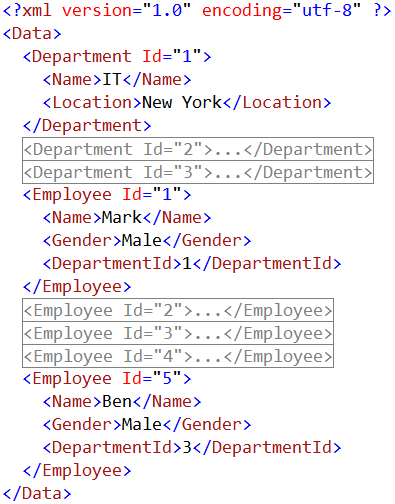 <?xml version="1.0" encoding="utf-8" ?>
<Data>
  <Department Id="1">
    <Name>IT</Name>
    <Location>New York</Location>
  </Department>
  <Department Id="2">...</Department>
  <Department Id="3">...</Department>
  <Employee Id="1">
    <Name>Mark</Name>
    <Gender>Male</Gender>
    <DepartmentId>1</DepartmentId>
  </Employee>
  <Employee Id="2">...</Employee>
  <Employee Id="3">...</Employee>
  <Employee Id="4">...</Employee>
  <Employee Id="5">
    <Name>Ben</Name>
    <Gender>Male</Gender>
    <DepartmentId>3</DepartmentId>
  </Employee>
</Data>